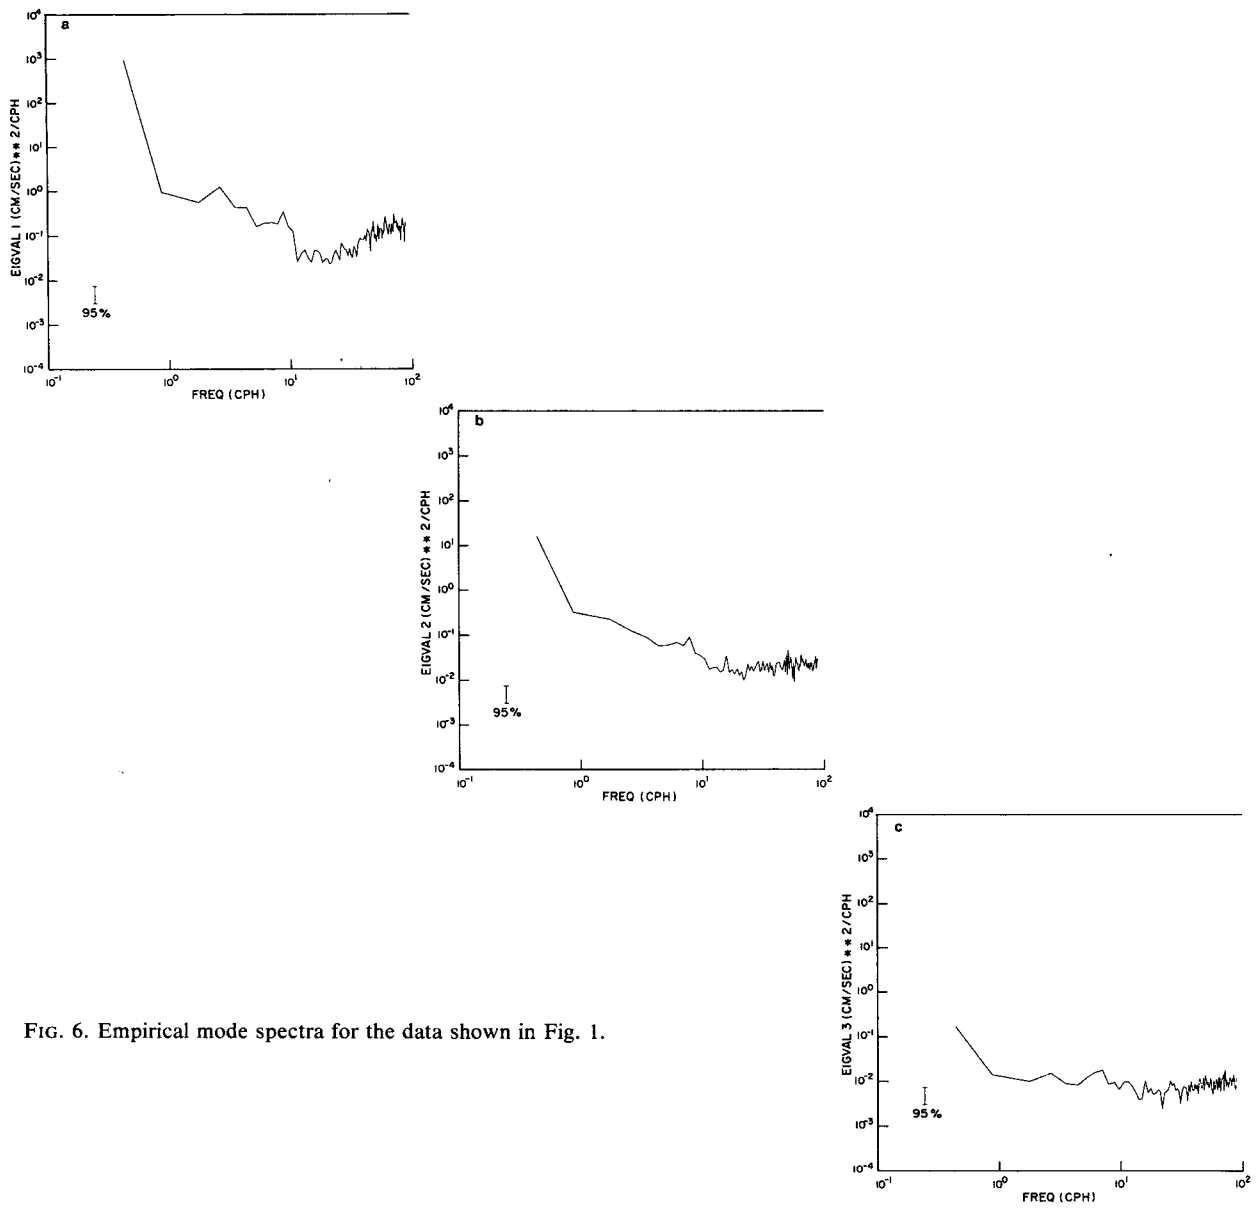 a
10⁴
10³
10²
10¹
10⁰
10⁻¹
10⁻²
10⁻³
10⁻⁴
EIGVAL 1 (CM/SEC)**2/CPH
95%
10⁻¹ 10⁰ 10¹ 10²
FREQ (CPH)
b
10⁴
10³
10²
10¹
10⁰
10⁻¹
10⁻²
10⁻³
10⁻⁴
EIGVAL 2 (CM/SEC)**2/CPH
95%
10⁻¹ 10⁰ 10¹ 10²
FREQ (CPH)
c
10⁴
10³
10²
10¹
10⁰
10⁻¹
10⁻²
10⁻³
10⁻⁴
EIGVAL 3 (CM/SEC)**2/CPH
95%
10⁻¹ 10⁰ 10¹ 10²
FREQ (CPH)
FIG. 6. Empirical mode spectra for the data shown in Fig. 1.